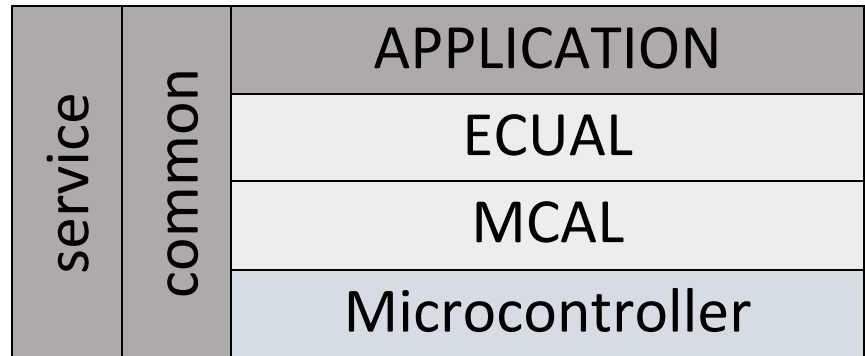 service
common
APPLICATION
ECUAL
MCAL
Microcontroller